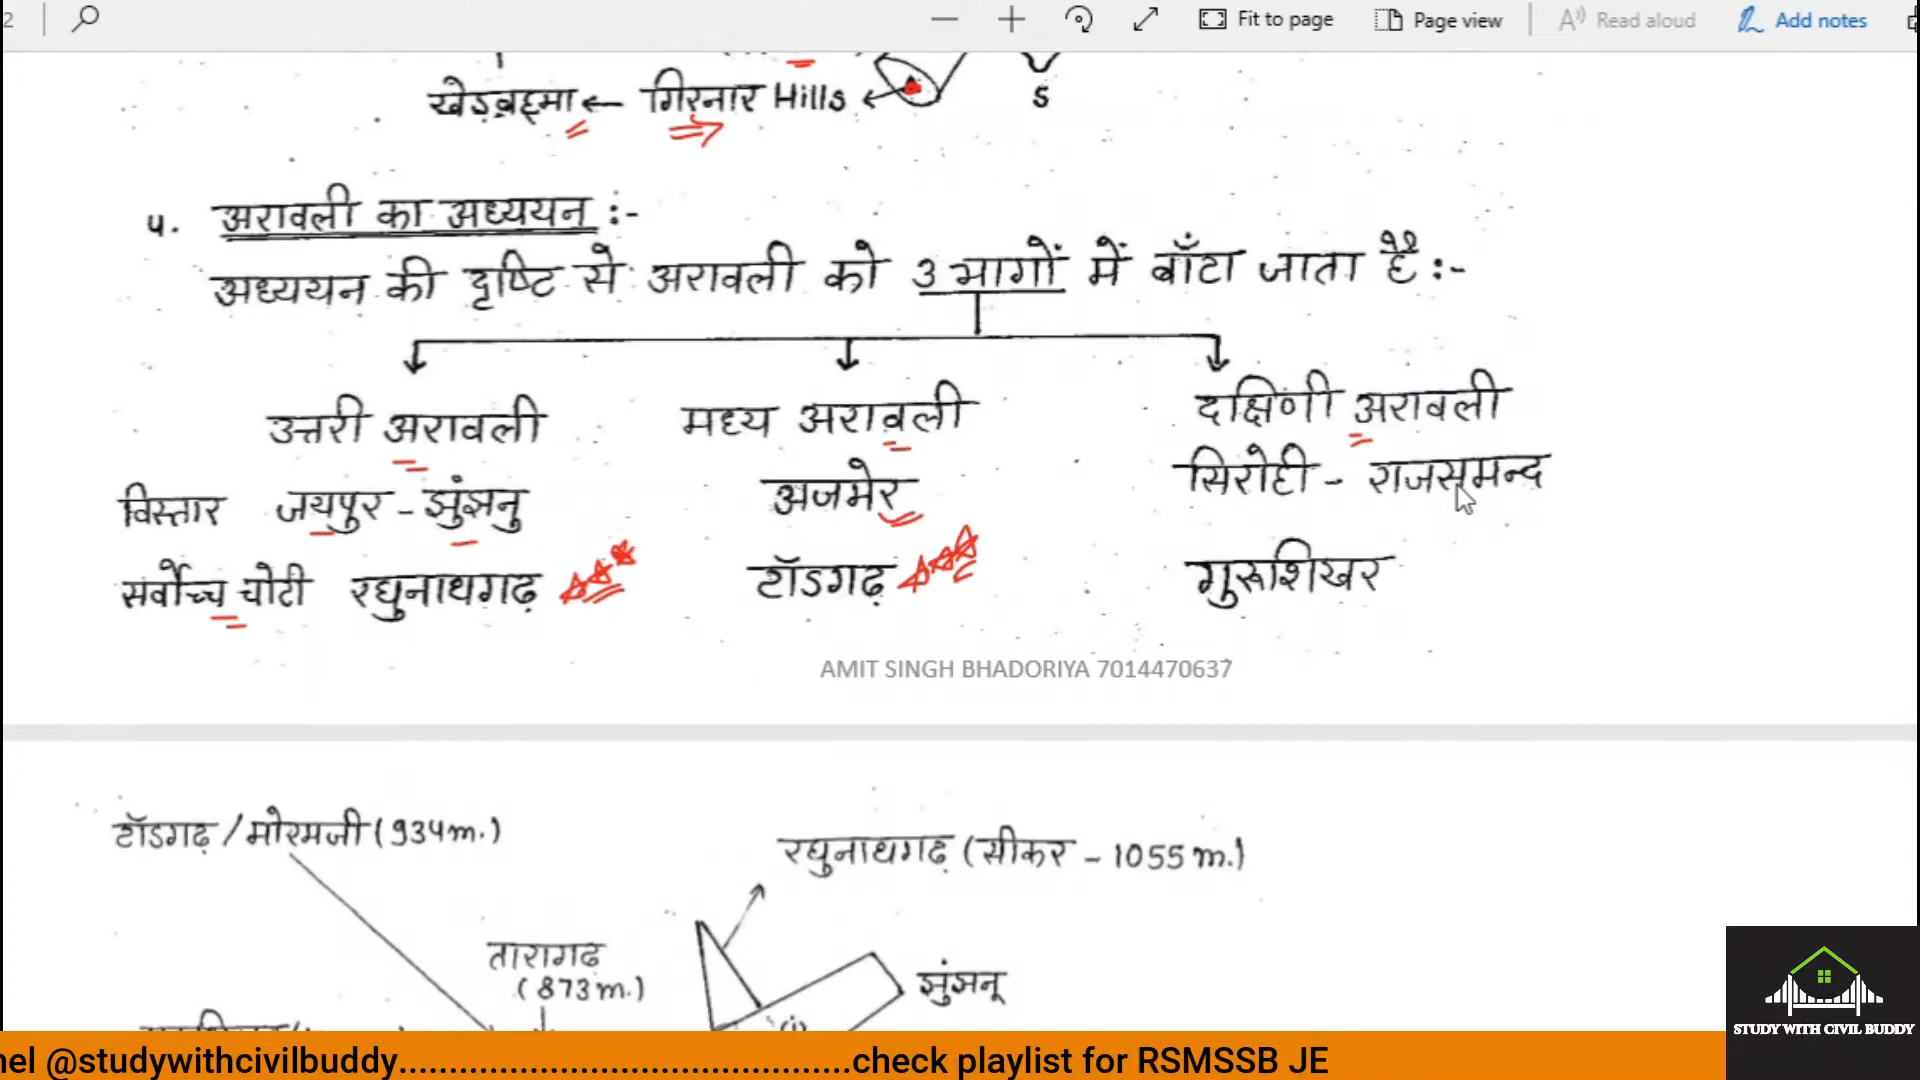 2 Fit to page Page view Read aloud Add notes
खेड़ब्रह्मा ← गिरनार Hills S
5. अरावली का अध्ययन :-
अध्ययन की दृष्टि से अरावली को 3 भागों में बाँटा जाता है :-
उत्तरी अरावली मध्य अरावली दक्षिणी अरावली
विस्तार जयपुर - झुंझनु अजमेर सिरोही - राजसमन्द
सर्वोच्च चोटी रघुनाथगढ़ टॉडगढ़ गुरूशिखर
AMIT SINGH BHADORIYA 7014470637
टॉडगढ़ / मोरमजी (934m.)
रघुनाथगढ़ (सीकर - 1055 m.)
तारागढ़
(873m.)
झुंझनू
(i)
nel @studywithcivilbuddy.............................................check playlist for RSMSSB JE
STUDY WITH CIVIL BUDDY